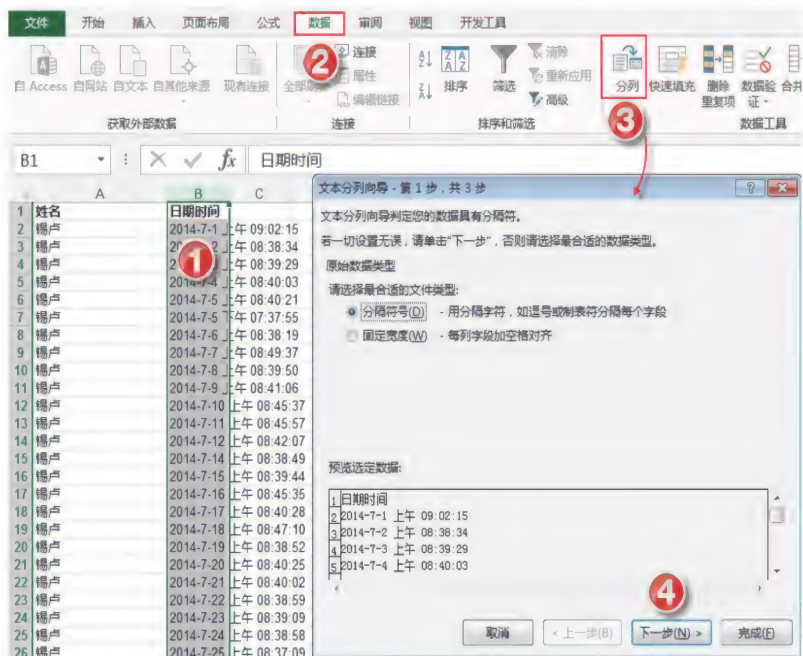 文件 开始 插入 页面布局 公式 数据 审阅 视图 开发工具
2
连接
属性
编辑链接
清除
重新应用
高级
自 Access 自网站 自文本 自其他来源 现有连接 全部刷新 排序 筛选 分列 快速填充 删除重复项 数据验证 合并
获取外部数据 连接 排序和筛选 数据工具
3
B1 fx 日期时间
A B C
1 姓名 日期时间
2 锡卢 2014-7-1 上午 09:02:15
3 锡卢 上午 08:38:34
4 锡卢 上午 08:39:29
5 锡卢 2014-7-4 上午 08:40:03
6 锡卢 2014-7-5 上午 08:40:21
7 锡卢 2014-7-5 下午 07:37:55
8 锡卢 2014-7-6 上午 08:38:19
9 锡卢 2014-7-7 上午 08:49:37
10 锡卢 2014-7-8 上午 08:39:50
11 锡卢 2014-7-9 上午 08:41:06
12 锡卢 2014-7-10 上午 08:45:37
13 锡卢 2014-7-11 上午 08:45:57
14 锡卢 2014-7-12 上午 08:42:07
15 锡卢 2014-7-14 上午 08:38:49
16 锡卢 2014-7-15 上午 08:39:44
17 锡卢 2014-7-16 上午 08:45:35
18 锡卢 2014-7-17 上午 08:40:28
19 锡卢 2014-7-18 上午 08:47:10
20 锡卢 2014-7-19 上午 08:38:52
21 锡卢 2014-7-20 上午 08:40:25
22 锡卢 2014-7-21 上午 08:40:02
23 锡卢 2014-7-22 上午 08:38:59
24 锡卢 2014-7-23 上午 08:39:09
25 锡卢 2014-7-24 上午 08:38:58
26 锡卢 2014-7-25 上午 08:37:09
1
文本分列向导 - 第 1 步，共 3 步
文本分列向导判定您的数据具有分隔符。
若一切设置无误，请单击“下一步”，否则请选择最合适的数据类型。
原始数据类型
请选择最合适的文件类型:
分隔符号(D) - 用分隔字符，如逗号或制表符分隔每个字段
固定宽度(W) - 每列字段加空格对齐
预览选定数据:
1 日期时间
2 2014-7-1 上午 09:02:15
3 2014-7-2 上午 08:38:34
4 2014-7-3 上午 08:39:29
5 2014-7-4 上午 08:40:03
4
取消 < 上一步(B) 下一步(N) > 完成(F)